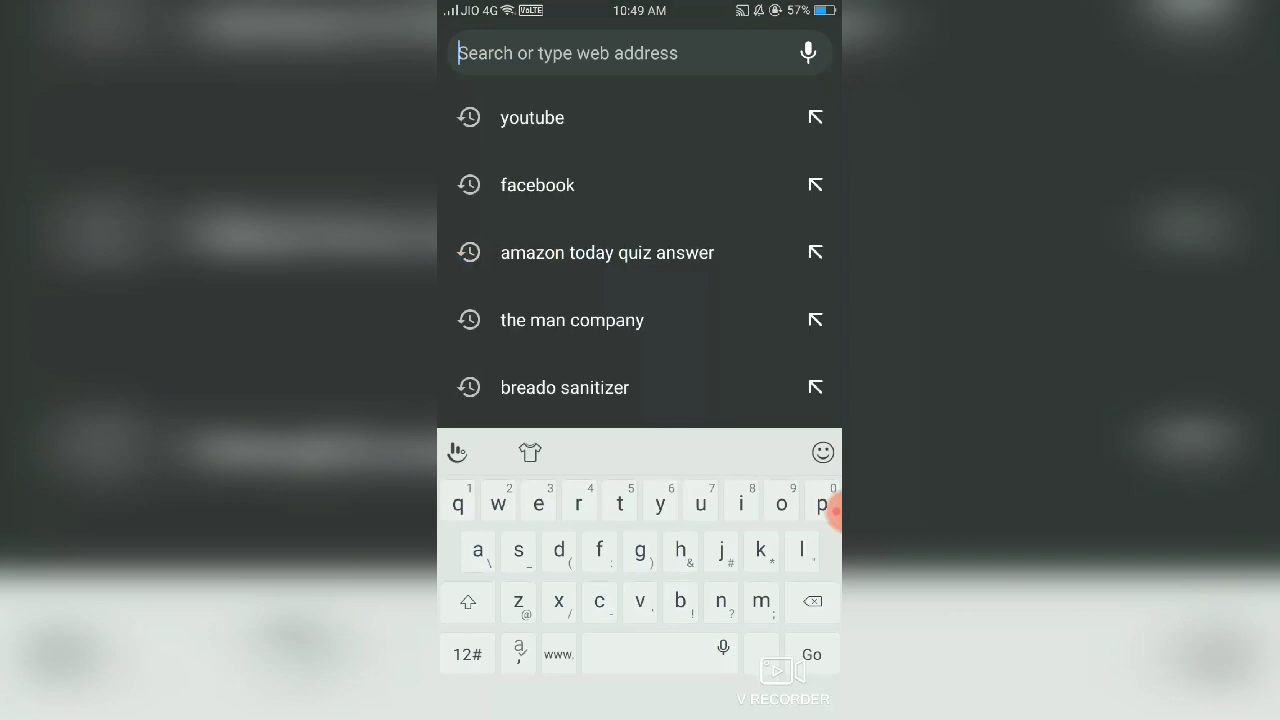 JIO 4G VoLTE 10:49 AM 57%
Search or type web address
youtube
facebook
amazon today quiz answer
the man company
breado sanitizer
1 2 3 4 5 6 7 8 9 0
q w e r t y u i o p
a s d f g h j k l
\ _ ( : ) & # * "
z x c v b n m
@ / - ' ! ? ;
12# a , www. Go
V RECORDER